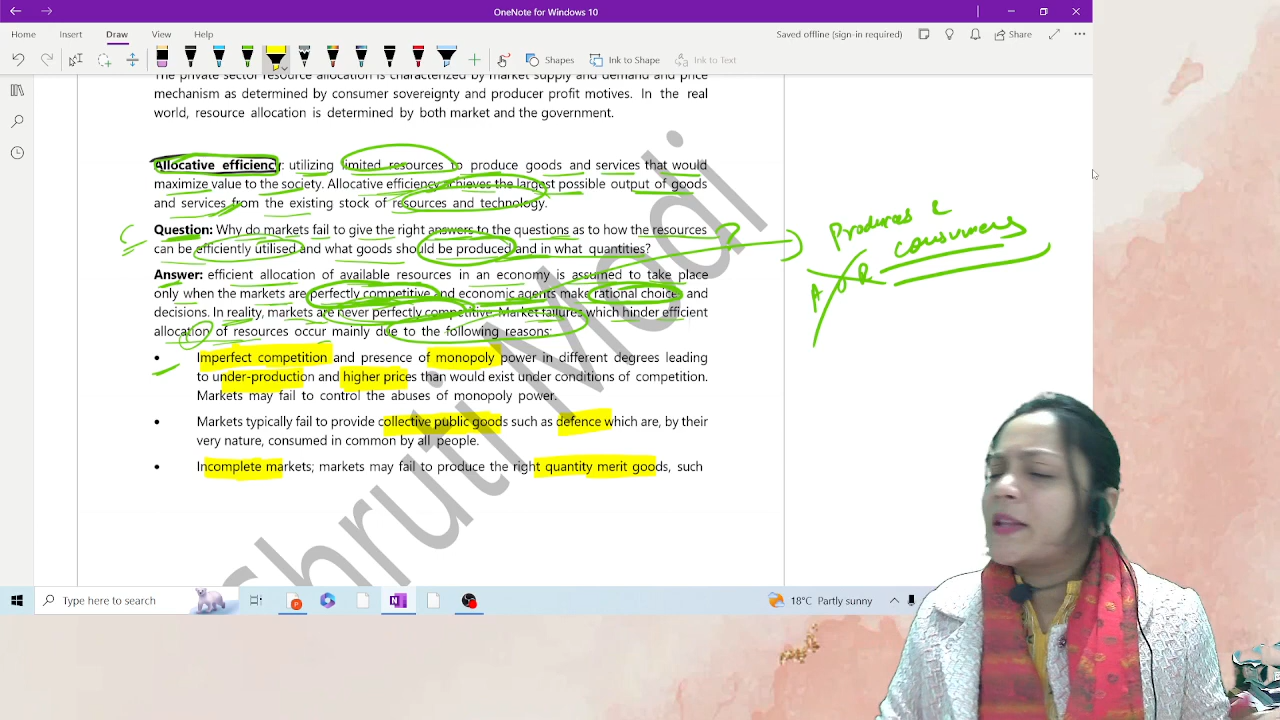 OneNote for Windows 10
Home Insert Draw View Help Saved offline (sign-in required) Share
Shapes Ink to Shape Ink to Text
The private sector resource allocation is characterized by market supply and demand and price
mechanism as determined by consumer sovereignty and producer profit motives. In the real
world, resource allocation is determined by both market and the government.
Allocative efficiency: utilizing limited resources to produce goods and services that would
maximize value to the society. Allocative efficiency achieves the largest possible output of goods
and services from the existing stock of resources and technology.
Question: Why do markets fail to give the right answers to the questions as to how the resources
can be efficiently utilised and what goods should be produced and in what quantities?
Answer: efficient allocation of available resources in an economy is assumed to take place
only when the markets are perfectly competitive and economic agents make rational choices and
decisions. In reality, markets are never perfectly competitive. Market failures which hinder efficient
allocation of resources occur mainly due to the following reasons:
• Imperfect competition and presence of monopoly power in different degrees leading
to under-production and higher prices than would exist under conditions of competition.
Markets may fail to control the abuses of monopoly power.
• Markets typically fail to provide collective public goods such as defence which are, by their
very nature, consumed in common by all people.
• Incomplete markets; markets may fail to produce the right quantity merit goods, such
Produces &
consumers
A R
Shruti Modi
Type here to search 18°C Partly sunny